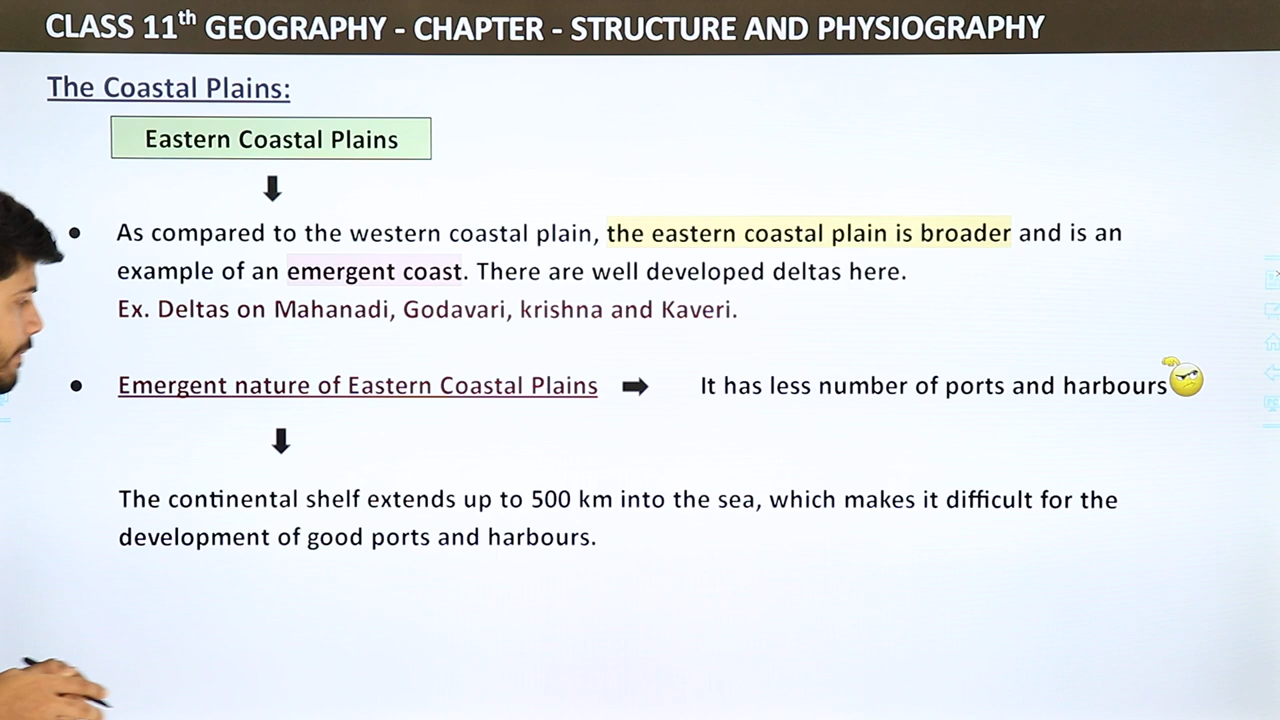 CLASS 11th GEOGRAPHY - CHAPTER - STRUCTURE AND PHYSIOGRAPHY
The Coastal Plains:
Eastern Coastal Plains
As compared to the western coastal plain, the eastern coastal plain is broader and is an
example of an emergent coast. There are well developed deltas here.
Ex. Deltas on Mahanadi, Godavari, krishna and Kaveri.
Emergent nature of Eastern Coastal Plains ➡ It has less number of ports and harbours
The continental shelf extends up to 500 km into the sea, which makes it difficult for the
development of good ports and harbours.